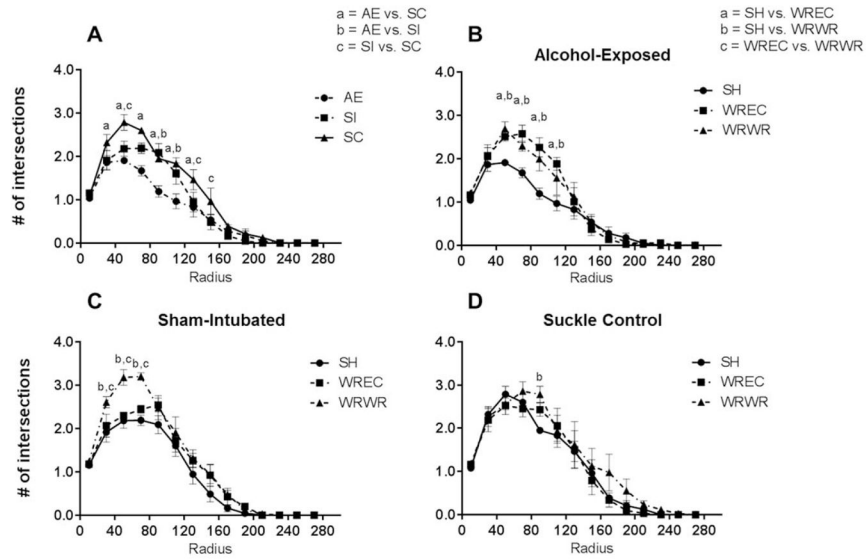 a = AE vs. SC
b = AE vs. SI
c = SI vs. SC
A
4.0
3.0
2.0
1.0
0.0
# of intersections
a
a,c
a
a,b
a,b
a,c
c
AE
SI
SC
0 40 80 120 160 200 240 280
Radius
a = SH vs. WREC
b = SH vs. WRWR
c = WREC vs. WRWR
B
Alcohol-Exposed
4.0
3.0
2.0
1.0
0.0
a,b
a,b
a,b
a,b
SH
WREC
WRWR
0 40 80 120 160 200 240 280
Radius
C
Sham-Intubated
4.0
3.0
2.0
1.0
0.0
# of intersections
b,c
b,c
b,c
SH
WREC
WRWR
0 40 80 120 160 200 240 280
Radius
D
Suckle Control
4.0
3.0
2.0
1.0
0.0
b
SH
WREC
WRWR
0 40 80 120 160 200 240 280
Radius